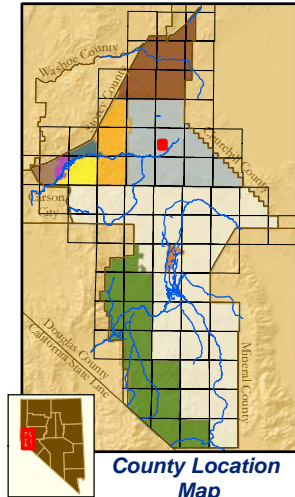 Washoe County
Storey County
Churchill County
Carson
City
Douglas County
California State Line
Mineral County
County Location
Map